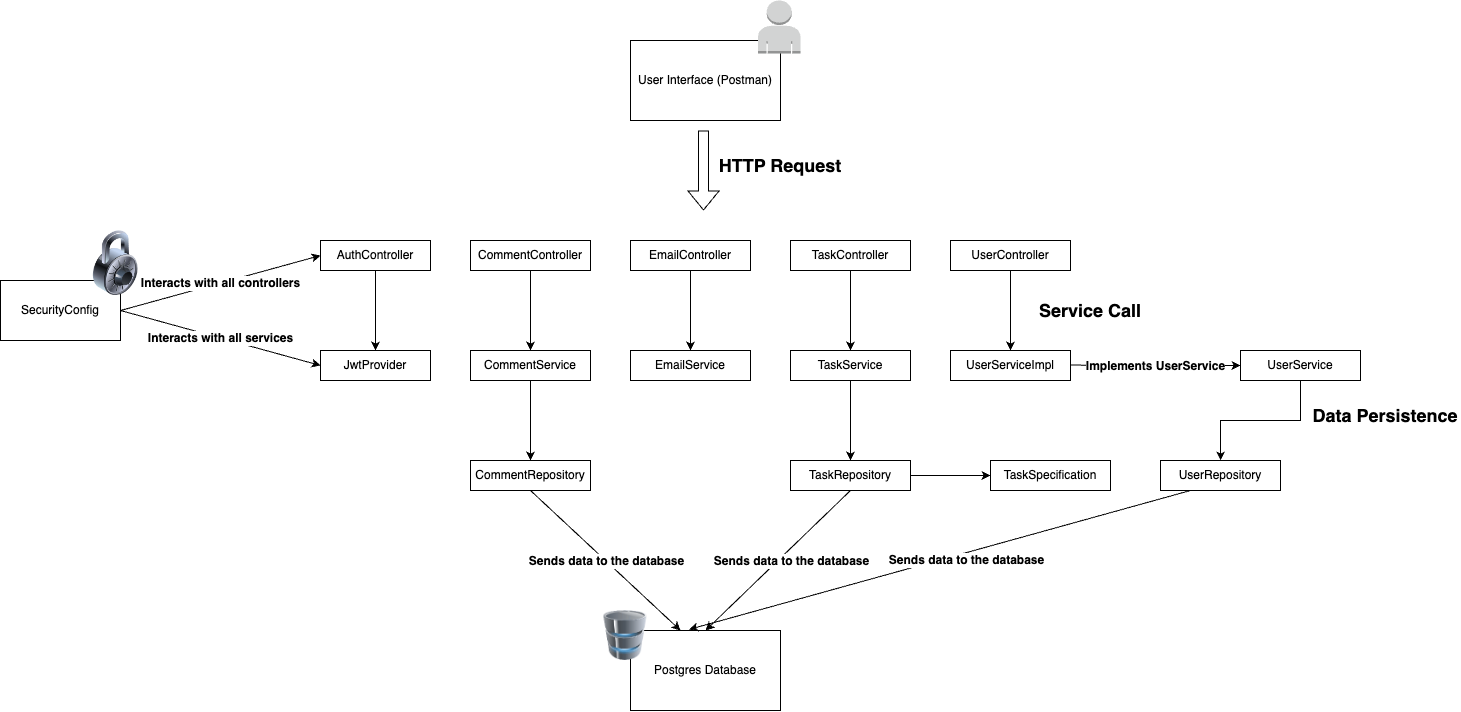 User Interface (Postman)
HTTP Request
AuthController
CommentController
EmailController
TaskController
UserController
Interacts with all controllers
SecurityConfig
Service Call
Interacts with all services
JwtProvider
CommentService
EmailService
TaskService
UserServiceImpl
Implements UserService
UserService
Data Persistence
CommentRepository
TaskRepository
TaskSpecification
UserRepository
Sends data to the database
Sends data to the database
Sends data to the database
Postgres Database